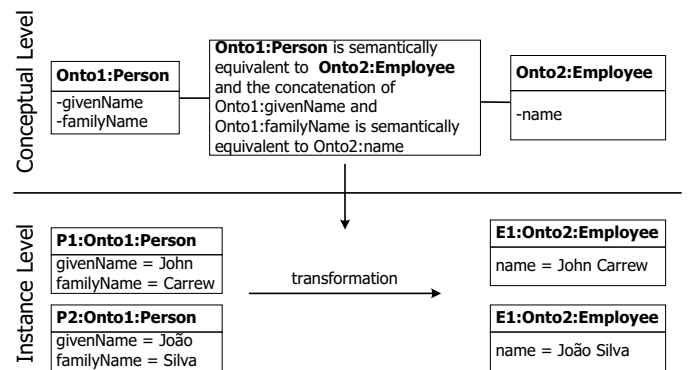 Conceptual Level
Onto1:Person
-givenName
-familyName
Onto1:Person is semantically
equivalent to Onto2:Employee
and the concatenation of
Onto1:givenName and
Onto1:familyName is semantically
equivalent to Onto2:name
Onto2:Employee
-name
Instance Level
P1:Onto1:Person
givenName = John
familyName = Carrew
P2:Onto1:Person
givenName = João
familyName = Silva
transformation
E1:Onto2:Employee
name = John Carrew
E1:Onto2:Employee
name = João Silva